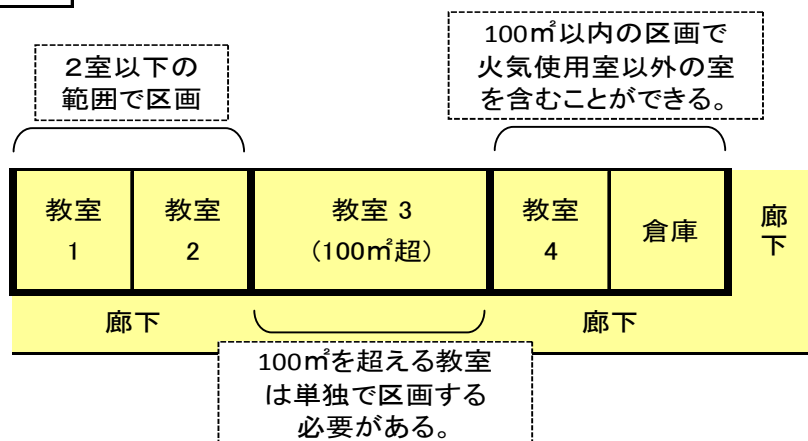 2室以下の
範囲で区画
100㎡以内の区画で
火気使用室以外の室
を含むことができる。
教室
1
教室
2
教室 3
(100㎡超)
教室
4
倉庫
廊
下
廊下
廊下
100㎡を超える教室
は単独で区画する
必要がある。